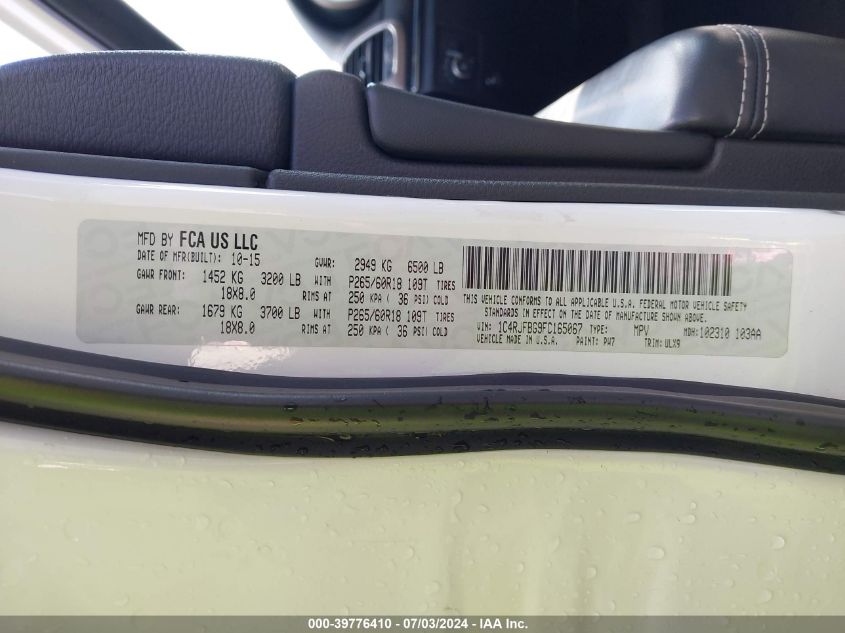 MFD BY FCA US LLC
DATE OF MFR(BUILT): 10-15 GVWR: 2949 KG 6500 LB
GAWR FRONT: 1452 KG 3200 LB WITH P265/60R18 109T TIRES
18X8.0 RIMS AT 250 KPA ( 36 PSI) COLD
GAWR REAR: 1679 KG 3700 LB WITH P265/60R18 109T TIRES
18X8.0 RIMS AT 250 KPA ( 36 PSI) COLD
THIS VEHICLE CONFORMS TO ALL APPLICABLE U.S.A. FEDERAL MOTOR VEHICLE SAFETY
STANDARDS IN EFFECT ON THE DATE OF MANUFACTURE SHOWN ABOVE.
VIN: 1C4RJFBG9FC165067 TYPE: MPV MDH:102310 103AA
VEHICLE MADE IN U.S.A. PAINT: PW7 TRIM: ULX9
000-39776410 - 07/03/2024 - IAA Inc.